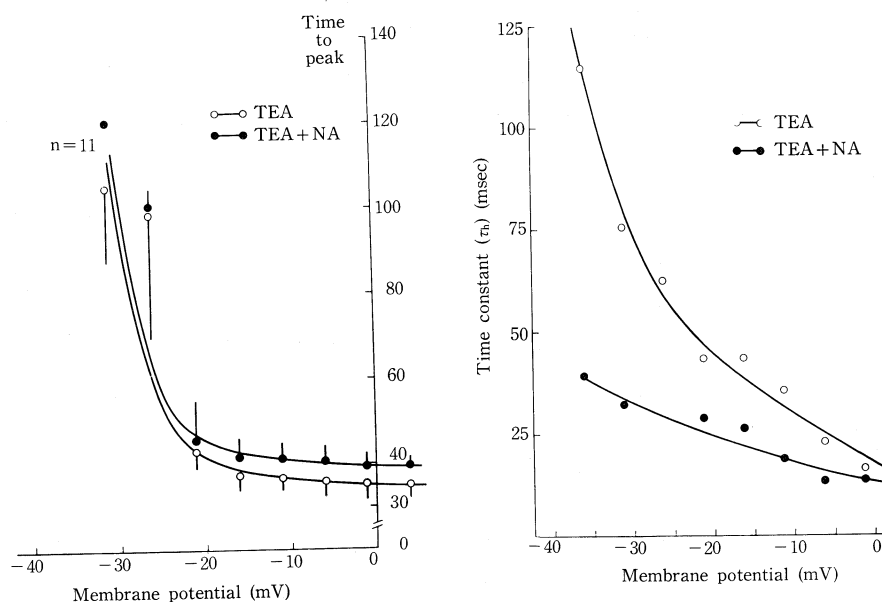 Time
to
peak
140
120
100
80
60
40
30
0
n=11
TEA
TEA+NA
−40
−30
−20
−10
0
Membrane potential (mV)
125
100
75
50
25
Time constant (τh) (msec)
TEA
TEA+NA
−40
−30
−20
−10
0
Membrane potential (mV)